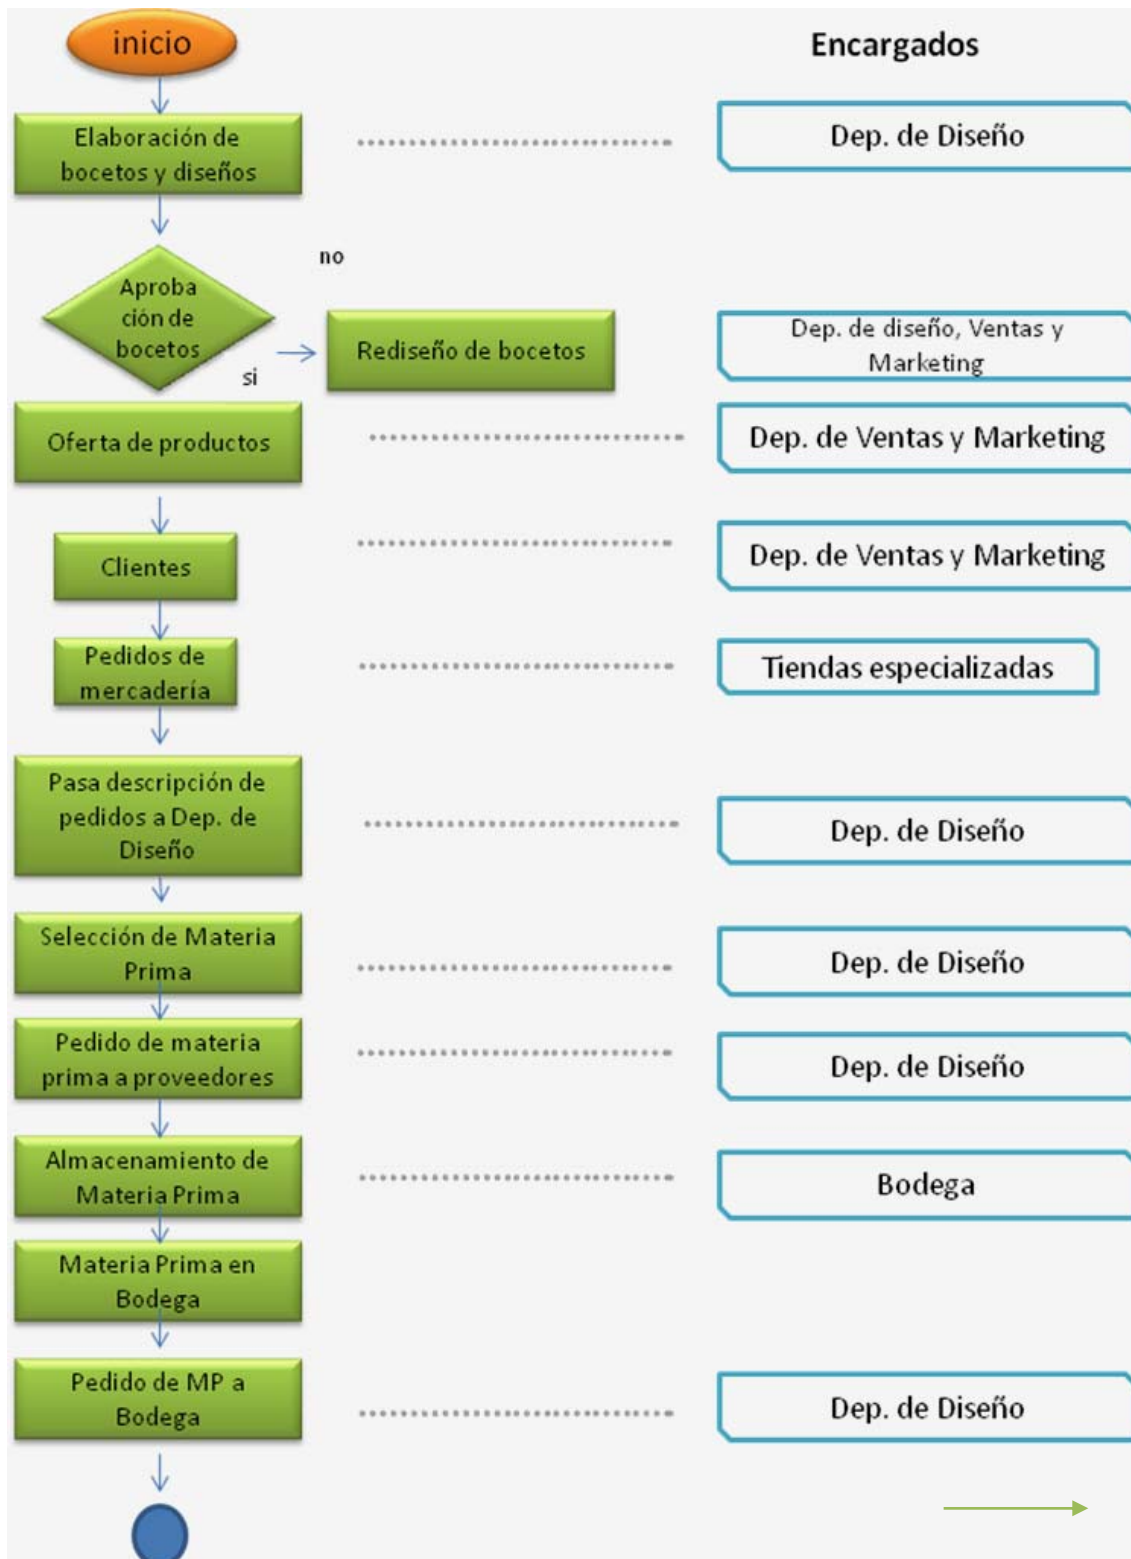 inicio
Encargados
Elaboración de
bocetos y diseños
Dep. de Diseño
no
Aproba
ción de
bocetos
si
Rediseño de bocetos
Dep. de diseño, Ventas y
Marketing
Oferta de productos
Dep. de Ventas y Marketing
Clientes
Dep. de Ventas y Marketing
Pedidos de
mercadería
Tiendas especializadas
Pasa descripción de
pedidos a Dep. de
Diseño
Dep. de Diseño
Selección de Materia
Prima
Dep. de Diseño
Pedido de materia
prima a proveedores
Dep. de Diseño
Almacenamiento de
Materia Prima
Bodega
Materia Prima en
Bodega
Pedido de MP a
Bodega
Dep. de Diseño